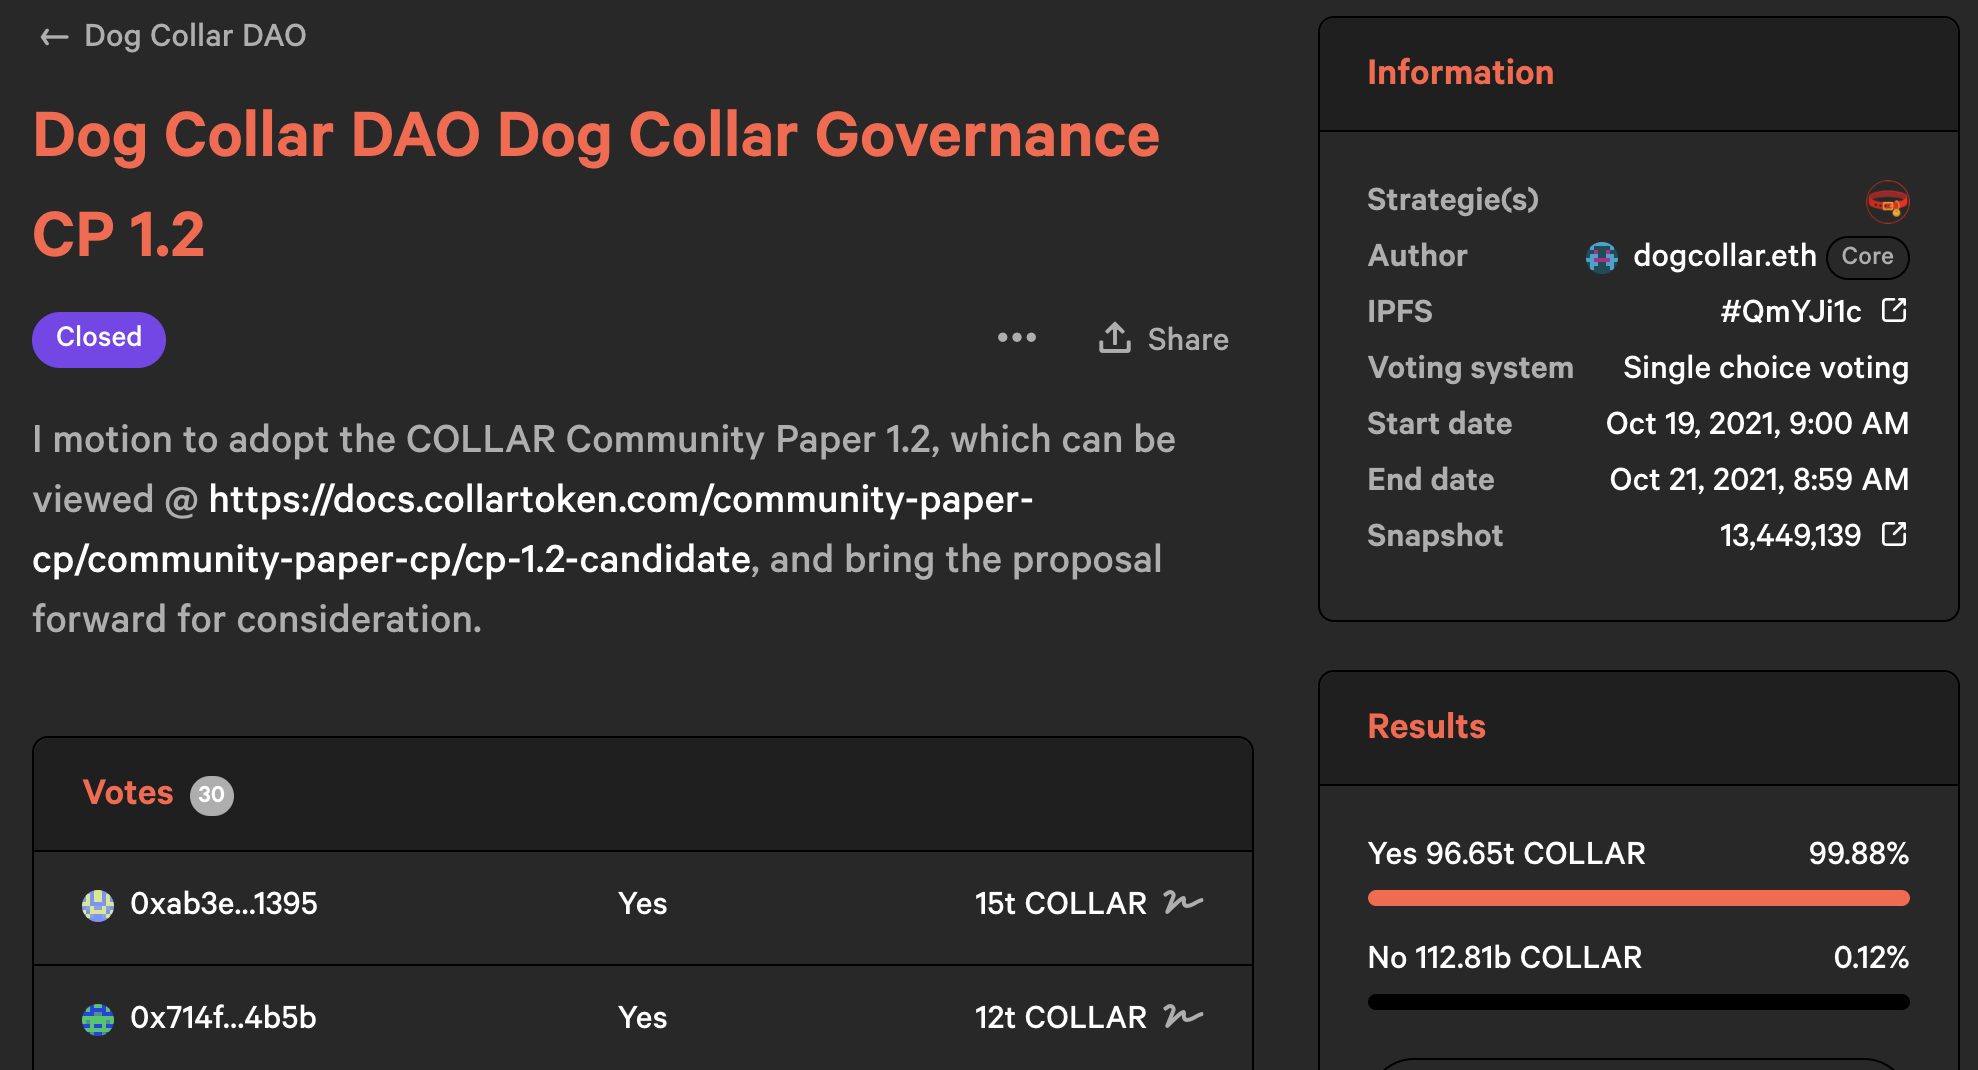 ← Dog Collar DAO
Dog Collar DAO Dog Collar Governance
CP 1.2
Closed
Share
I motion to adopt the COLLAR Community Paper 1.2, which can be
viewed @ https://docs.collartoken.com/community-paper-
cp/community-paper-cp/cp-1.2-candidate, and bring the proposal
forward for consideration.
Votes 30
0xab3e...1395 Yes 15t COLLAR
0x714f...4b5b Yes 12t COLLAR
Information
Strategie(s)
Author dogcollar.eth Core
IPFS #QmYJi1c
Voting system Single choice voting
Start date Oct 19, 2021, 9:00 AM
End date Oct 21, 2021, 8:59 AM
Snapshot 13,449,139
Results
Yes 96.65t COLLAR 99.88%
No 112.81b COLLAR 0.12%